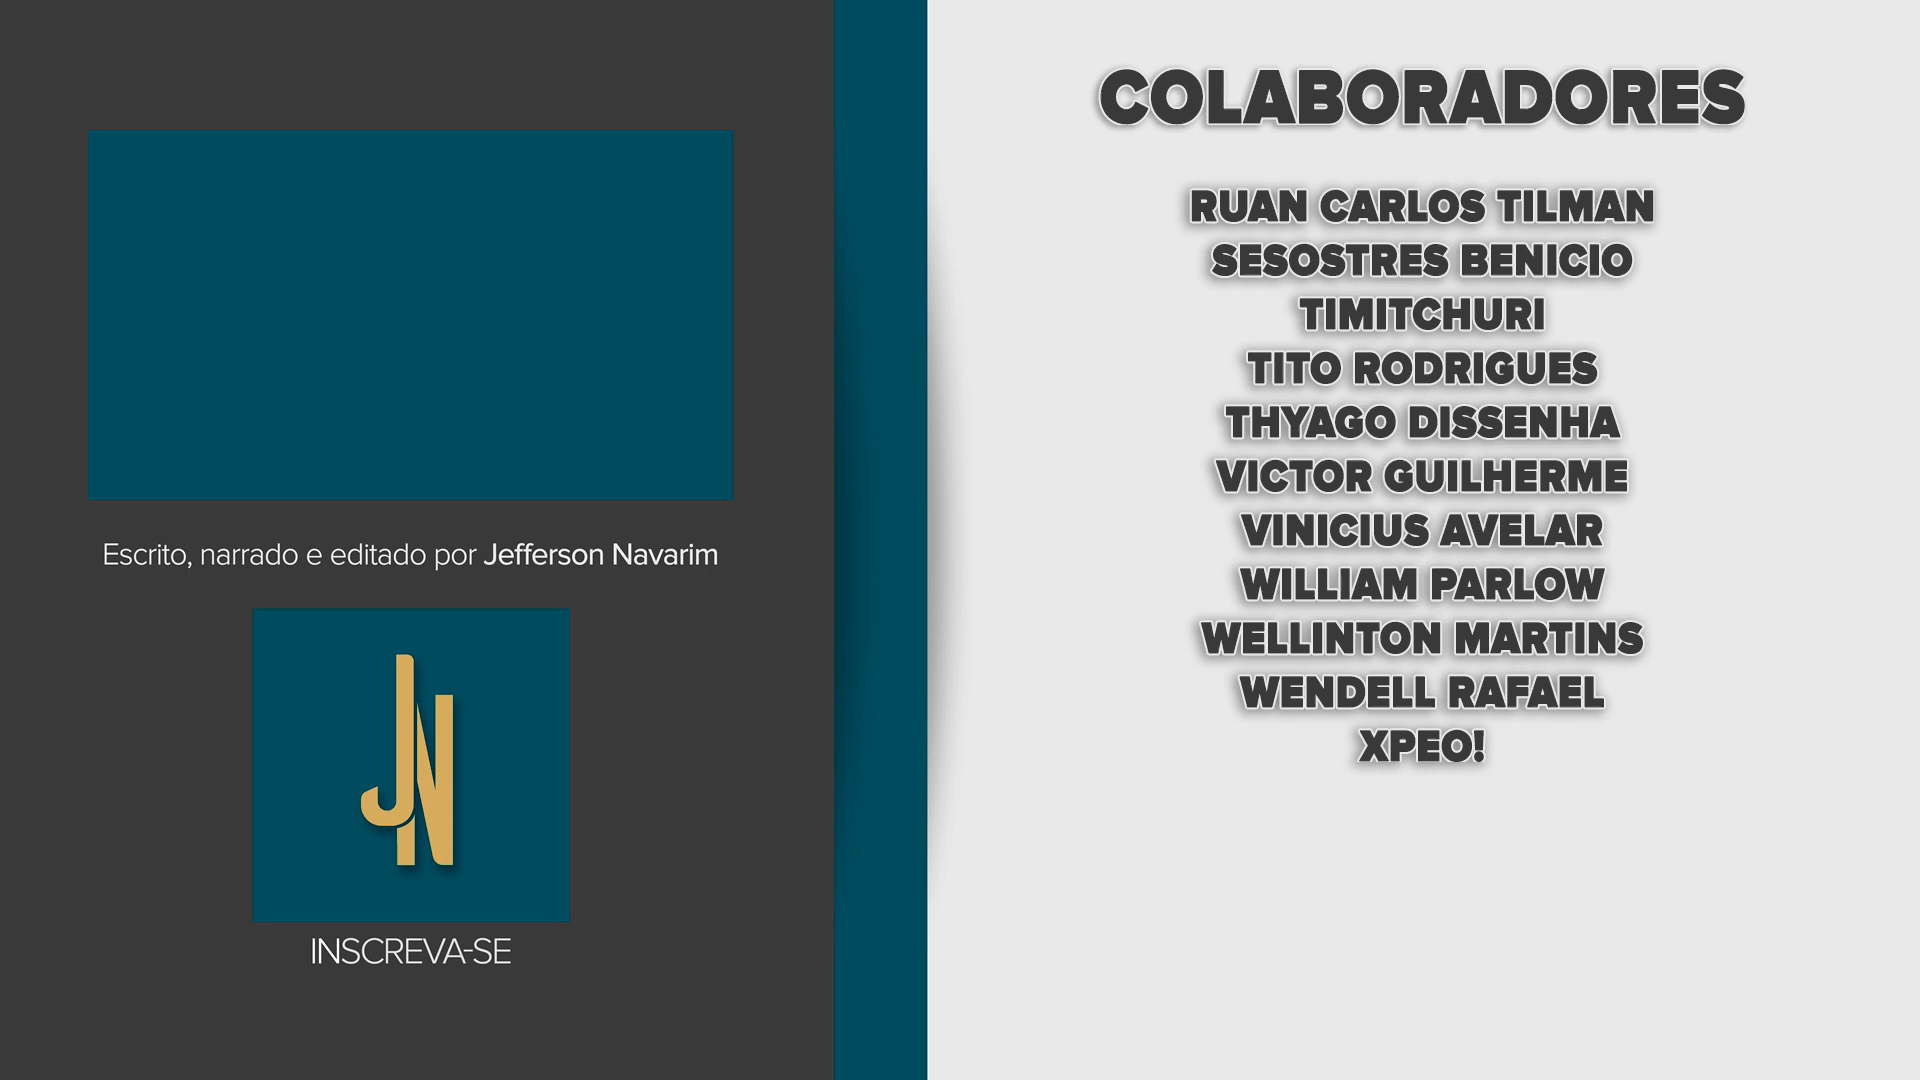 Escrito, narrado e editado por Jefferson Navarim
JN
INSCREVA-SE
COLABORADORES
RUAN CARLOS TILMAN
SESOSTRES BENICIO
TIMITCHURI
TITO RODRIGUES
THYAGO DISSENHA
VICTOR GUILHERME
VINICIUS AVELAR
WILLIAM PARLOW
WELLINTON MARTINS
WENDELL RAFAEL
XPEO!